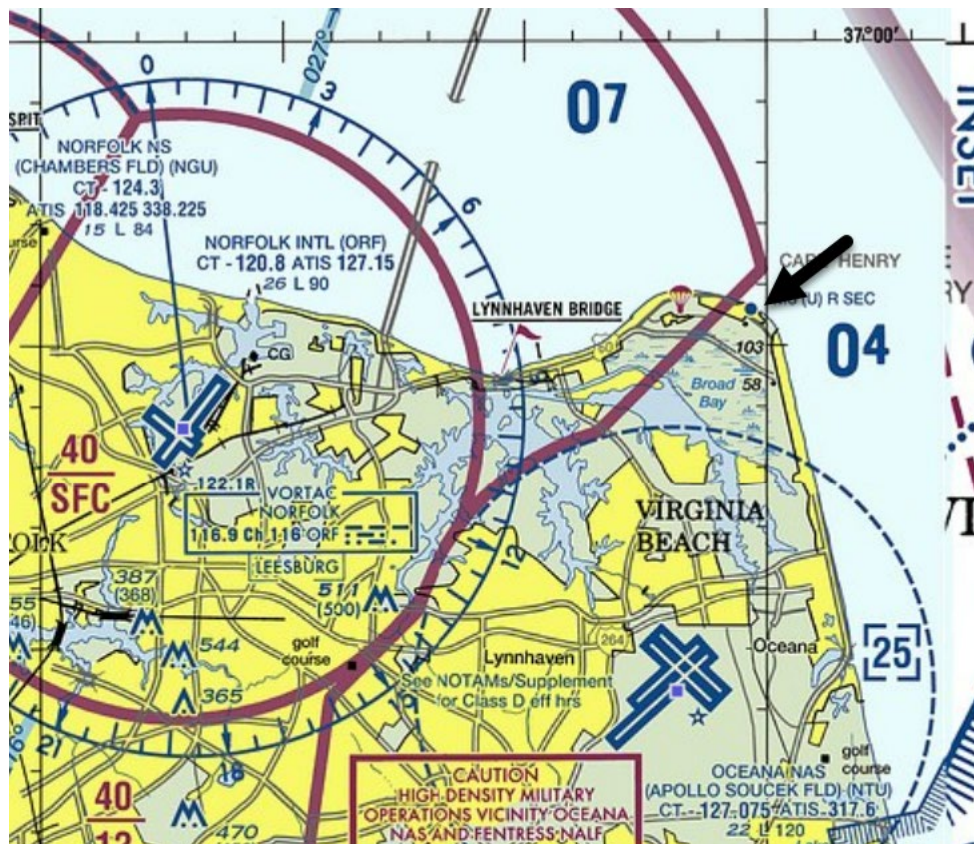 37°00'
027°
0
3
6
12
15
18
21
07
INSET
SPIT
NORFOLK NS
(CHAMBERS FLD) (NGU)
CT - 124.3
ATIS 118.425 338.225
15 L 84
NORFOLK INTL (ORF)
CT - 120.8 ATIS 127.15
26 L 90
CG
LYNNHAVEN BRIDGE
HENRY
(U) R SEC
04
103
58
Broad
Bay
40
SFC
122.1R
VORTAC
NORFOLK
116.9 Ch 116 ORF
LEESBURG
VIRGINIA
BEACH
387
(368)
511
(500)
544
365
golf
course
264
Lynnhaven
See NOTAMs/Supplement
for Class D eff hrs
Oceana
[25]
golf
course
CAUTION
HIGH DENSITY MILITARY
OPERATIONS VICINITY OCEANA
NAS AND FENTRESS NALF
OCEANA NAS
(APOLLO SOUCEK FLD) (NTU)
CT - 127.075 ATIS 317.6
22 L 120
40
470